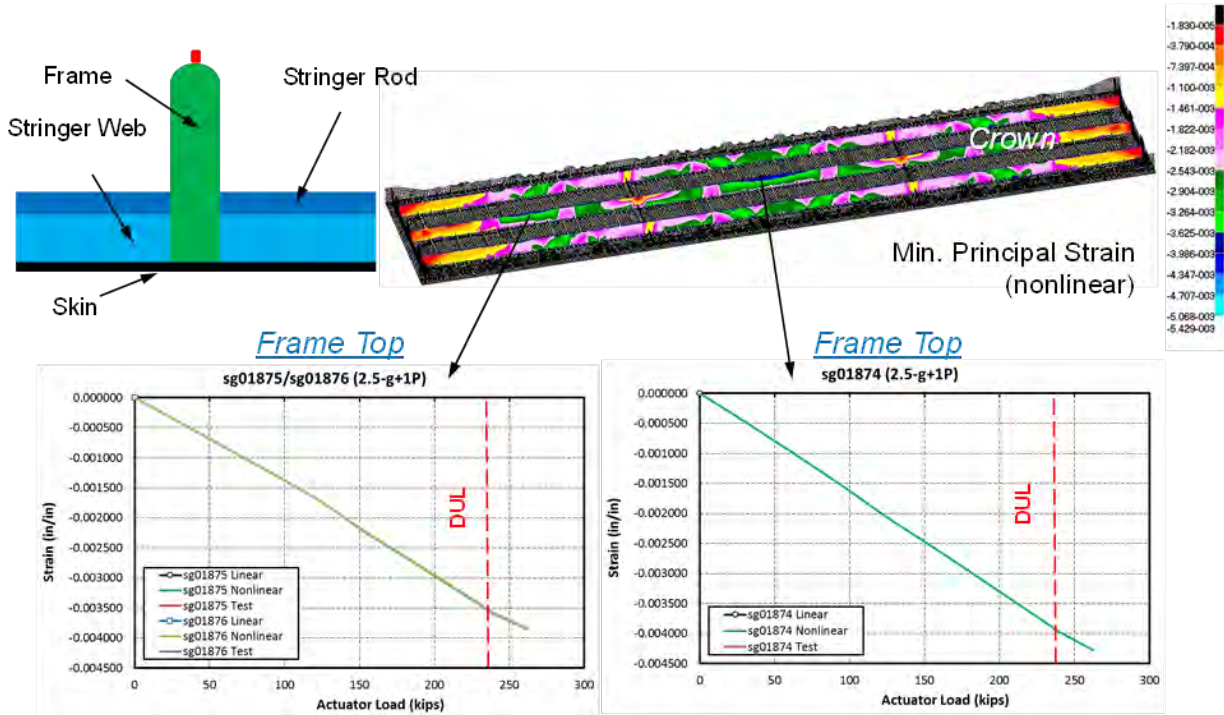 Frame
Stringer Web
Stringer Rod
Skin
Crown
Min. Principal Strain
(nonlinear)
-1.830-005
-3.790-004
-7.397-004
-1.100-003
-1.461-003
-1.822-003
-2.182-003
-2.543-003
-2.904-003
-3.264-003
-3.625-003
-3.986-003
-4.347-003
-4.707-003
-5.068-003
-5.429-003
Frame Top
sg01875/sg01876 (2.5-g+1P)
0.000000
-0.000500
-0.001000
-0.001500
-0.002000
-0.002500
-0.003000
-0.003500
-0.004000
-0.004500
Strain (in/in)
DUL
sg01875 Linear
sg01875 Nonlinear
sg01875 Test
sg01876 Linear
sg01876 Nonlinear
sg01876 Test
0 50 100 150 200 250 300
Actuator Load (kips)
Frame Top
sg01874 (2.5-g+1P)
0.000000
-0.000500
-0.001000
-0.001500
-0.002000
-0.002500
-0.003000
-0.003500
-0.004000
-0.004500
Strain (in/in)
DUL
sg01874 Linear
sg01874 Nonlinear
sg01874 Test
0 50 100 150 200 250 300
Actuator Load (kips)